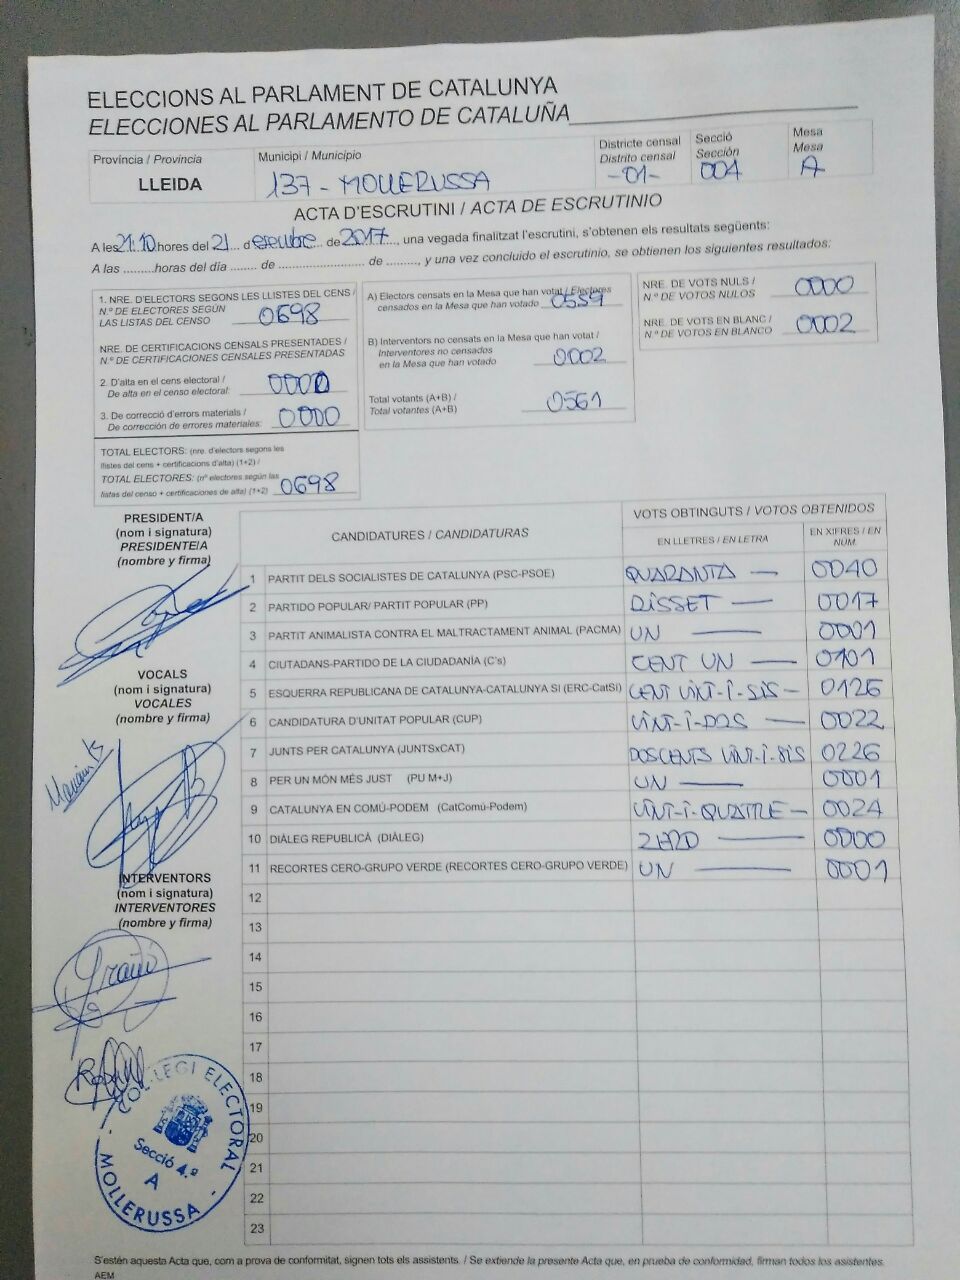 ELECCIONS AL PARLAMENT DE CATALUNYA
ELECCIONES AL PARLAMENTO DE CATALUÑA
Província / Provincia
LLEIDA
Municipi / Municipio
137 - MOLLERUSSA
Districte censal
Distrito censal
-01-
Secció
Sección
004
Mesa
Mesa
A
ACTA D'ESCRUTINI / ACTA DE ESCRUTINIO
A les 21:10 hores del 21 ... d desembre ... de 2017 ..., una vegada finalitzat l'escrutini, s'obtenen els resultats següents:
A las .........horas del día ........ de .......................... de .........., y una vez concluido el escrutinio, se obtienen los siguientes resultados:
1. NRE. D'ELECTORS SEGONS LES LLISTES DEL CENS /
N.º DE ELECTORES SEGÚN
LAS LISTAS DEL CENSO 0698
NRE. DE CERTIFICACIONS CENSALS PRESENTADES /
N.º DE CERTIFICACIONES CENSALES PRESENTADAS
2. D'alta en el cens electoral /
De alta en el censo electoral: 0000
3. De correcció d'errors materials /
De corrección de errores materiales: 0000
TOTAL ELECTORS: (nre. d'electors segons les
llistes del cens + certificacions d'alta) (1+2) /
TOTAL ELECTORES: (nº electores según las
listas del censo + certificaciones de alta) (1+2) 0698
A) Electors censats en la Mesa que han votat / Electores
censados en la Mesa que han votado 0559
B) Interventors no censats en la Mesa que han votat /
Interventores no censados
en la Mesa que han votado 0002
Total votants (A+B) /
Total votantes (A+B) 0561
NRE. DE VOTS NULS /
N.º DE VOTOS NULOS 0000
NRE. DE VOTS EN BLANC /
N.º DE VOTOS EN BLANCO 0002
PRESIDENT/A
(nom i signatura)
PRESIDENTE/A
(nombre y firma)
VOCALS
(nom i signatura)
VOCALES
(nombre y firma)
INTERVENTORS
(nom i signatura)
INTERVENTORES
(nombre y firma)
COL·LEGI ELECTORAL
Secció 4.ª
A
- MOLLERUSSA -
CANDIDATURES / CANDIDATURAS
VOTS OBTINGUTS / VOTOS OBTENIDOS
EN LLETRES / EN LETRA
EN XIFRES / EN
NÚM.
1 PARTIT DELS SOCIALISTES DE CATALUNYA (PSC-PSOE) QUARANTA — 0040
2 PARTIDO POPULAR/ PARTIT POPULAR (PP) DISSET — 0017
3 PARTIT ANIMALISTA CONTRA EL MALTRACTAMENT ANIMAL (PACMA) UN — 0001
4 CIUTADANS-PARTIDO DE LA CIUDADANÍA (C's) CENT UN — 0101
5 ESQUERRA REPUBLICANA DE CATALUNYA-CATALUNYA SÍ (ERC-CatSí) CENT VINT-I-SIS - 0126
6 CANDIDATURA D'UNITAT POPULAR (CUP) VINT-I-DOS — 0022
7 JUNTS PER CATALUNYA (JUNTSxCAT) DOSCENTS VINT-I-SIS 0226
8 PER UN MÓN MÉS JUST (PU M+J) UN — 0001
9 CATALUNYA EN COMÚ-PODEM (CatComú-Podem) VINT-I-QUATRE - 0024
10 DIÀLEG REPUBLICÀ (DIÀLEG) ZERO — 0000
11 RECORTES CERO-GRUPO VERDE (RECORTES CERO-GRUPO VERDE) UN — 0001
12
13
14
15
16
17
18
19
20
21
22
23
S'estén aquesta Acta que, com a prova de conformitat, signen tots els assistents. / Se extiende la presente Acta que, en prueba de conformidad, firman todos los asistentes.
AEM